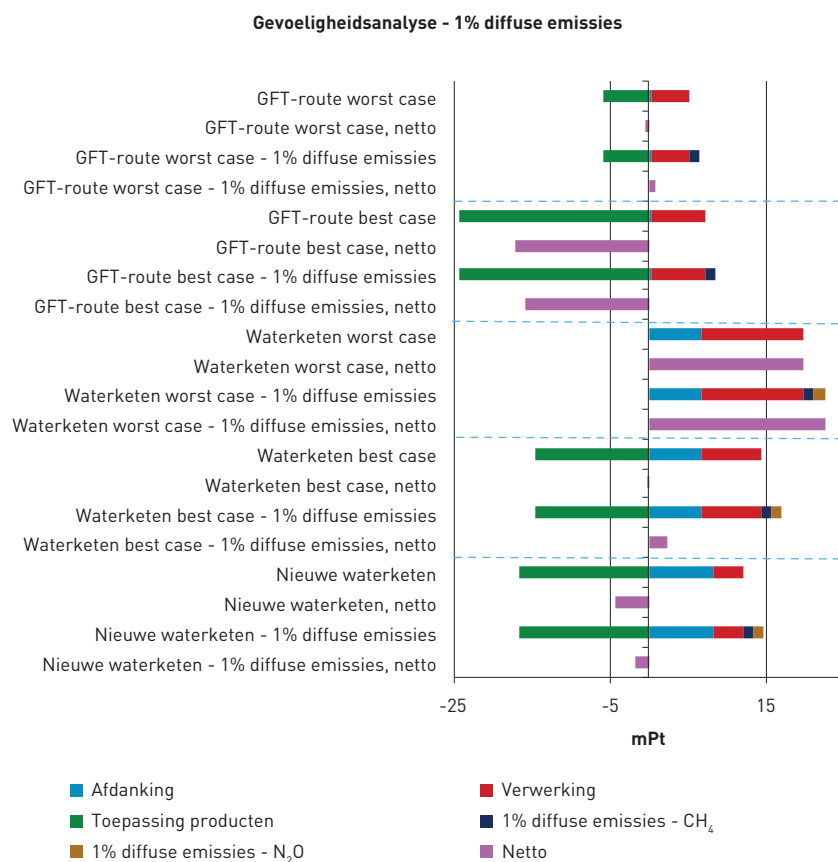 Gevoeligheidsanalyse - 1% diffuse emissies
GFT-route worst case
GFT-route worst case, netto
GFT-route worst case - 1% diffuse emissies
GFT-route worst case - 1% diffuse emissies, netto
GFT-route best case
GFT-route best case, netto
GFT-route best case - 1% diffuse emissies
GFT-route best case - 1% diffuse emissies, netto
Waterketen worst case
Waterketen worst case, netto
Waterketen worst case - 1% diffuse emissies
Waterketen worst case - 1% diffuse emissies, netto
Waterketen best case
Waterketen best case, netto
Waterketen best case - 1% diffuse emissies
Waterketen best case - 1% diffuse emissies, netto
Nieuwe waterketen
Nieuwe waterketen, netto
Nieuwe waterketen - 1% diffuse emissies
Nieuwe waterketen - 1% diffuse emissies, netto
-25 -5 15
mPt
Afdanking
Verwerking
Toepassing producten
1% diffuse emissies - CH₄
1% diffuse emissies - N₂O
Netto